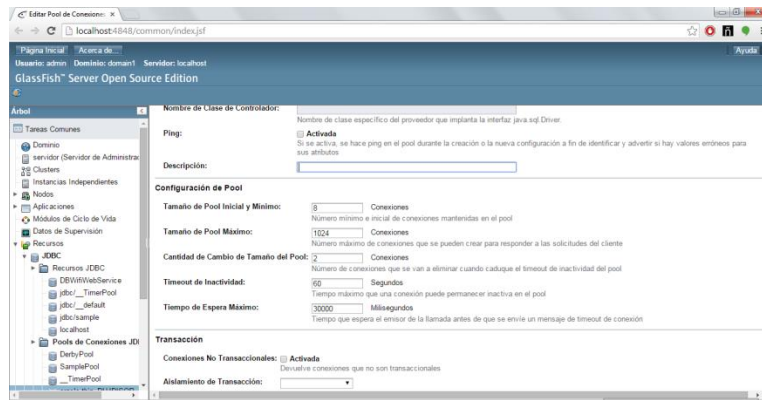 Editar Pool de Conexiones
localhost:4848/common/index.jsf
Página Inicial Acerca de...
Ayuda
Usuario: admin Dominio: domain1 Servidor: localhost
GlassFish™ Server Open Source Edition
Árbol
Tareas Comunes
Dominio
servidor (Servidor de Administrac
Clusters
Instancias Independientes
Nodos
Aplicaciones
Módulos de Ciclo de Vida
Datos de Supervisión
Recursos
JDBC
Recursos JDBC
DBWifiWebService
jdbc/__TimerPool
jdbc/__default
jdbc/sample
localhost
Pools de Conexiones JDI
DerbyPool
SamplePool
__TimerPool
Nombre de Clase de Controlador:
Nombre de clase específico del proveedor que implanta la interfaz java.sql.Driver.
Ping: Activada
Si se activa, se hace ping en el pool durante la creación o la nueva configuración a fin de identificar y advertir si hay valores erróneos para
sus atributos
Descripción:
Configuración de Pool
Tamaño de Pool Inicial y Mínimo: 8 Conexiones
Número mínimo e inicial de conexiones mantenidas en el pool
Tamaño de Pool Máximo: 1024 Conexiones
Número máximo de conexiones que se pueden crear para responder a las solicitudes del cliente
Cantidad de Cambio de Tamaño del Pool: 2 Conexiones
Número de conexiones que se van a eliminar cuando caduque el timeout de inactividad del pool
Timeout de Inactividad: 60 Segundos
Tiempo máximo que una conexión puede permanecer inactiva en el pool
Tiempo de Espera Máximo: 30000 Milisegundos
Tiempo que espera el emisor de la llamada antes de que se envíe un mensaje de timeout de conexión
Transacción
Conexiones No Transaccionales: Activada
Devuelve conexiones que no son transaccionales
Aislamiento de Transacción: